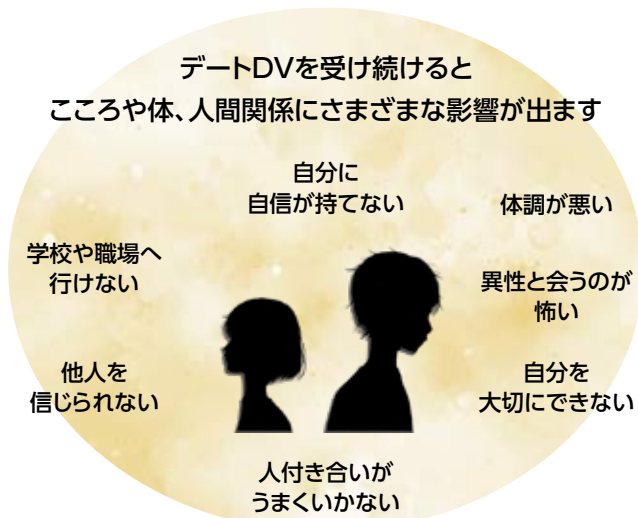 デートDVを受け続けると
こころや体、人間関係にさまざまな影響が出ます
自分に
自信が持てない
体調が悪い
学校や職場へ
行けない
異性と会うのが
怖い
他人を
信じられない
自分を
大切にできない
人付き合いが
うまくいかない